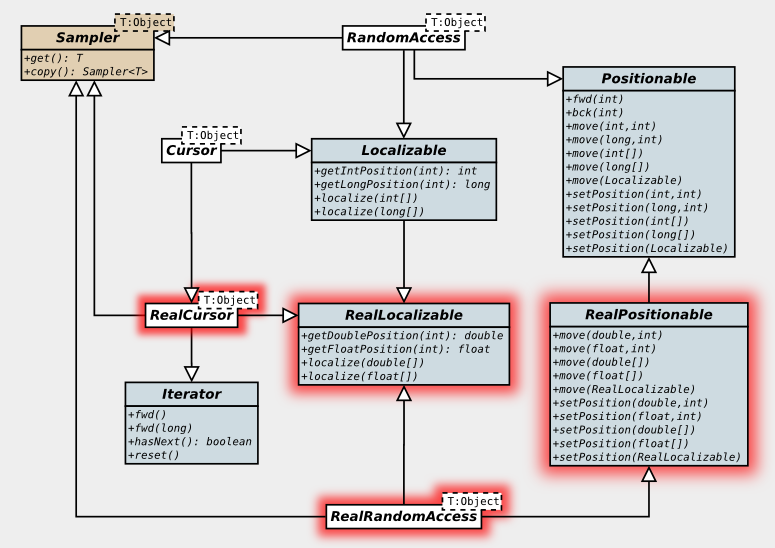 T:Object
Sampler
+get(): T
+copy(): Sampler<T>
T:Object
RandomAccess
Positionable
+fwd(int)
+bck(int)
+move(int,int)
+move(long,int)
+move(int[])
+move(long[])
+move(Localizable)
+setPosition(int,int)
+setPosition(long,int)
+setPosition(int[])
+setPosition(long[])
+setPosition(Localizable)
T:Object
Cursor
Localizable
+getIntPosition(int): int
+getLongPosition(int): long
+localize(int[])
+localize(long[])
T:Object
RealCursor
RealLocalizable
+getDoublePosition(int): double
+getFloatPosition(int): float
+localize(double[])
+localize(float[])
RealPositionable
+move(double,int)
+move(float,int)
+move(double[])
+move(float[])
+move(RealLocalizable)
+setPosition(double,int)
+setPosition(float,int)
+setPosition(double[])
+setPosition(float[])
+setPosition(RealLocalizable)
Iterator
+fwd()
+fwd(long)
+hasNext(): boolean
+reset()
T:Object
RealRandomAccess